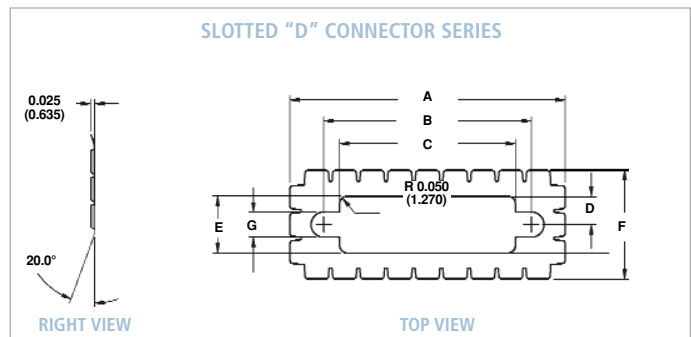 SLOTTED “D” CONNECTOR SERIES
0.025
(0.635)
A
B
C
R 0.050
(1.270)
D
E
G
F
20.0°
RIGHT VIEW
TOP VIEW